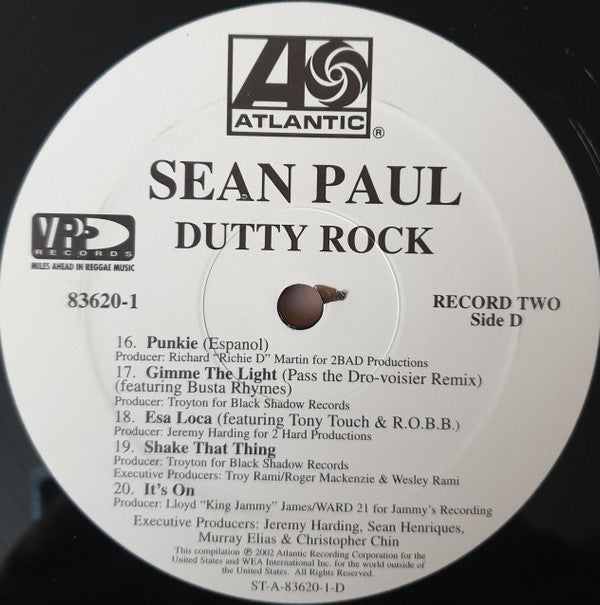 ATLANTIC®
SEAN PAUL
DUTTY ROCK
VP
RECORDS
MILES AHEAD IN REGGAE MUSIC
83620-1
RECORD TWO
Side D
16. Punkie (Espanol)
Producer: Richard "Richie D" Martin for 2BAD Productions
17. Gimme The Light (Pass the Dro-voisier Remix)
(featuring Busta Rhymes)
Producer: Troyton for Black Shadow Records
18. Esa Loca (featuring Tony Touch & R.O.B.B.)
Producer: Jeremy Harding for 2 Hard Productions
19. Shake That Thing
Producer: Troyton for Black Shadow Records
Executive Producers: Troy Rami/Roger Mackenzie & Wesley Rami
20. It's On
Producer: Lloyd "King Jammy" James/WARD 21 for Jammy's Recording
Executive Producers: Jeremy Harding, Sean Henriques,
Murray Elias & Christopher Chin
This compilation ℗ 2002 Atlantic Recording Corporation for the
United States and WEA International Inc. for the world outside of
the United States. All Rights Reserved.
ST-A-83620-1-D